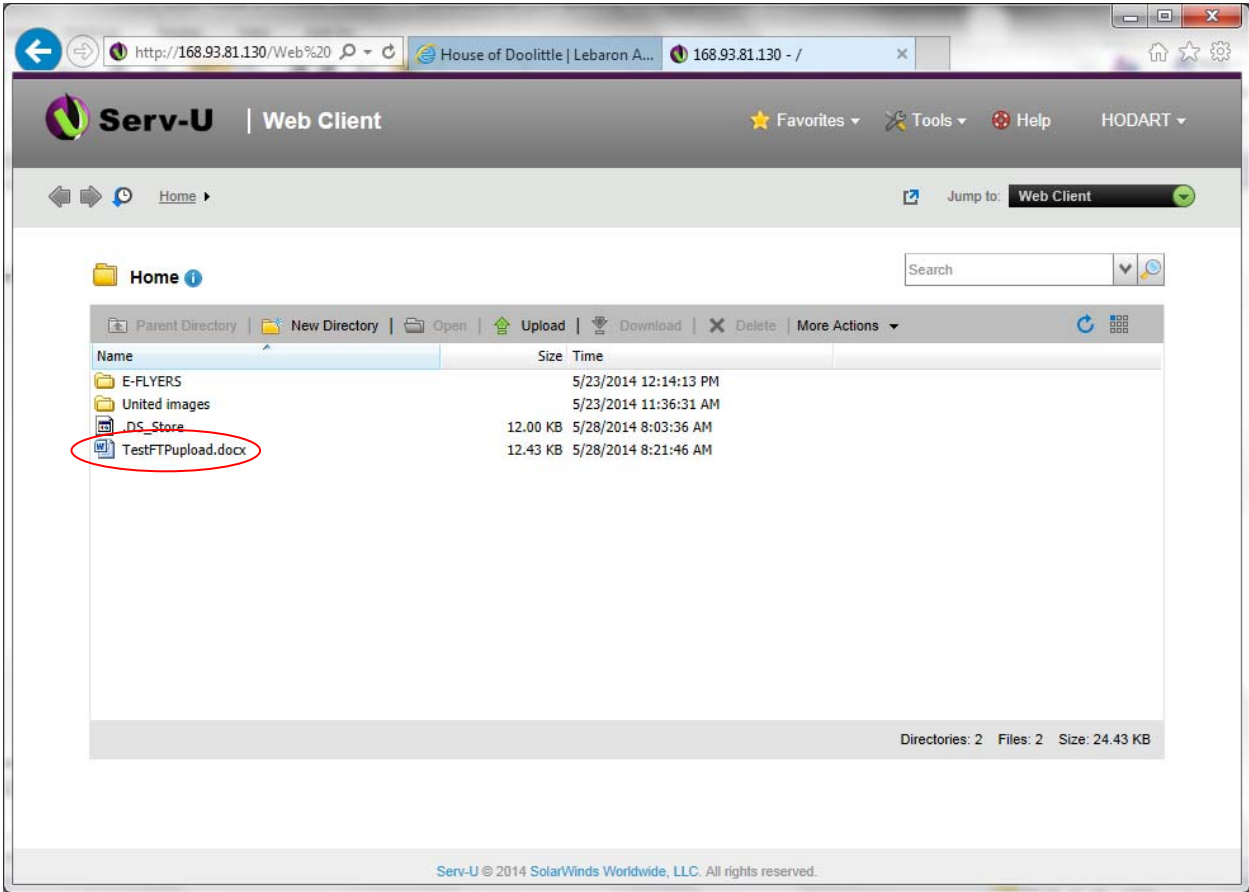 http://168.93.81.130/Web%20 House of Doolittle | Lebaron A... 168.93.81.130 - /
Serv-U | Web Client Favorites Tools Help HODART
Home Jump to: Web Client
Home Search
Parent Directory | New Directory | Open | Upload | Download | Delete | More Actions
Name Size Time
E-FLYERS 5/23/2014 12:14:13 PM
United images 5/23/2014 11:36:31 AM
.DS_Store 12.00 KB 5/28/2014 8:03:36 AM
TestFTPupload.docx 12.43 KB 5/28/2014 8:21:46 AM
Directories: 2 Files: 2 Size: 24.43 KB
Serv-U © 2014 SolarWinds Worldwide, LLC. All rights reserved.